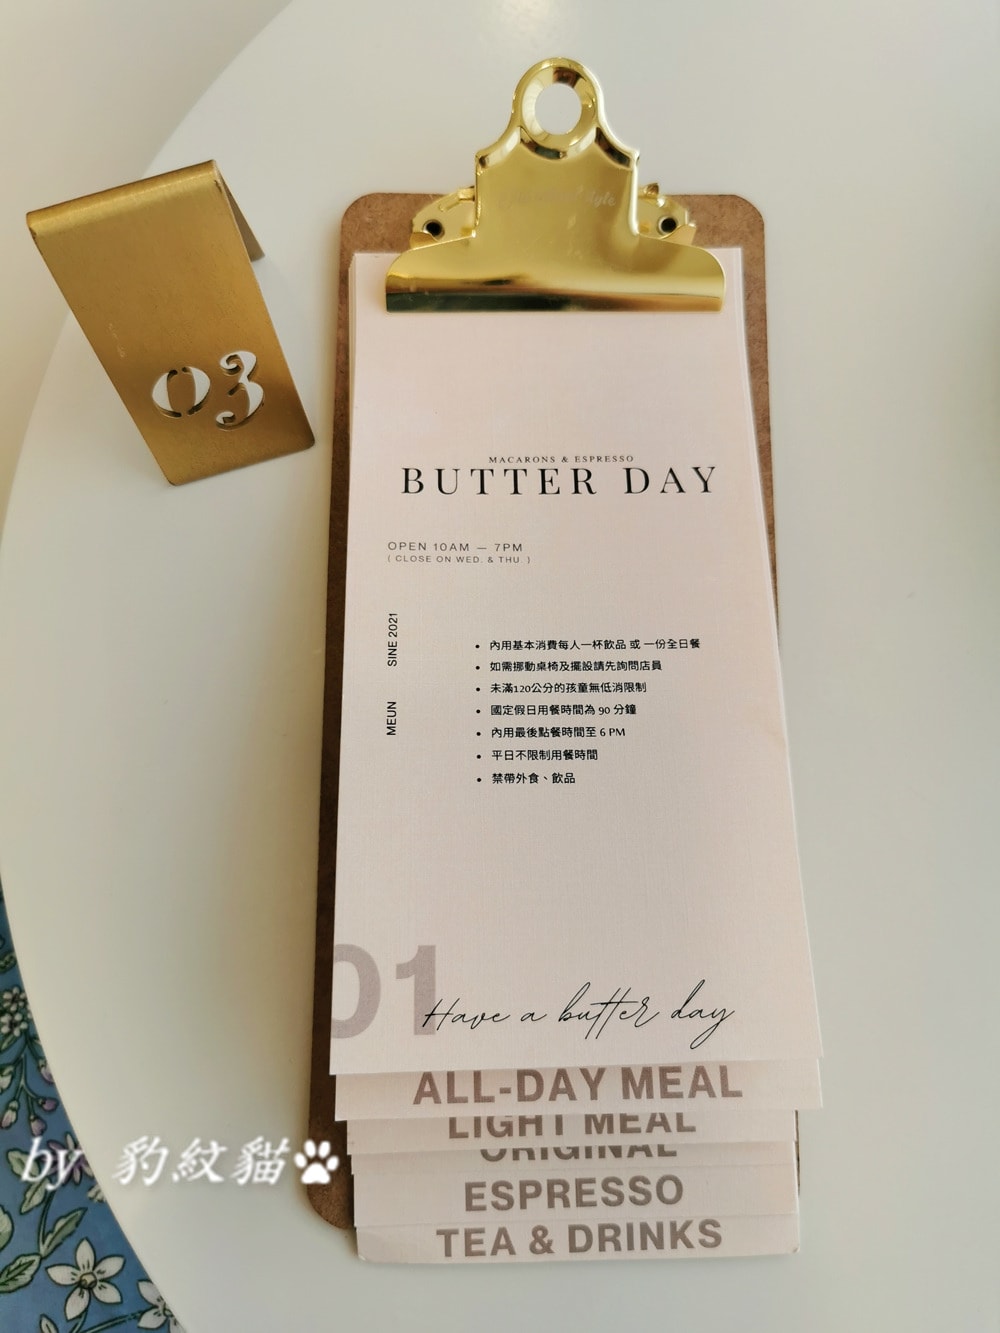 03
MACARONS & ESPRESSO
BUTTER DAY
OPEN 10AM — 7PM
( CLOSE ON WED. & THU. )
MEUN SINE 2021
• 內用基本消費每人一杯飲品 或 一份全日餐
• 如需挪動桌椅及擺設請先詢問店員
• 未滿120公分的孩童無低消限制
• 國定假日用餐時間為 90 分鐘
• 內用最後點餐時間至 6 PM
• 平日不限制用餐時間
• 禁帶外食、飲品
01
Have a butter day
ALL-DAY MEAL
LIGHT MEAL
ORIGINAL
ESPRESSO
TEA & DRINKS
by 豹紋貓